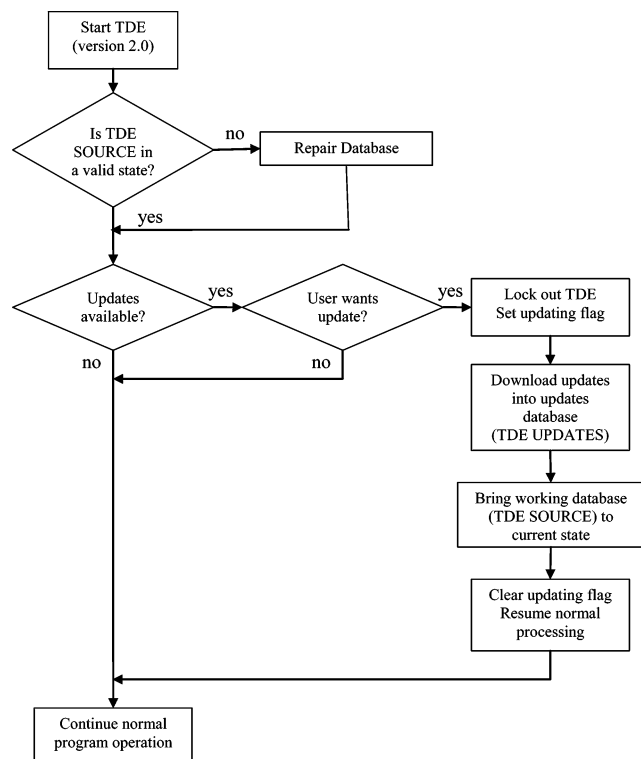 Start TDE
(version 2.0)
Is TDE
SOURCE in
a valid state?
no
Repair Database
yes
Updates
available?
yes
User wants
update?
yes
Lock out TDE
Set updating flag
no
no
Download updates
into updates
database
(TDE UPDATES)
Bring working database
(TDE SOURCE) to
current state
Clear updating flag
Resume normal
processing
Continue normal
program operation